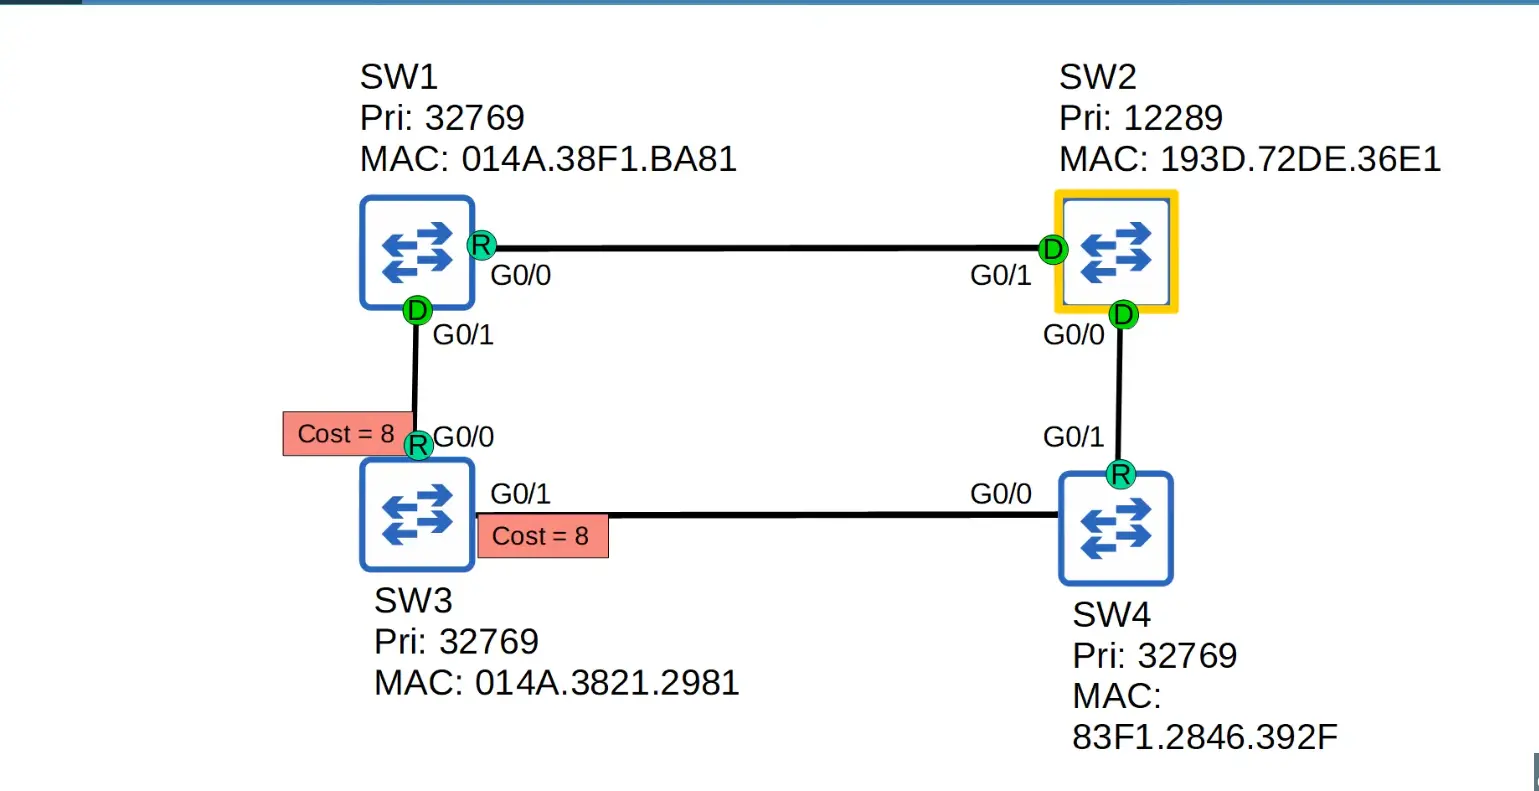 SW1
Pri: 32769
MAC: 014A.38F1.BA81
SW2
Pri: 12289
MAC: 193D.72DE.36E1
R
G0/0
D
G0/1
D
G0/1
D
G0/0
Cost = 8
R
G0/0
G0/1
R
G0/1
Cost = 8
G0/0
SW3
Pri: 32769
MAC: 014A.3821.2981
SW4
Pri: 32769
MAC:
83F1.2846.392F